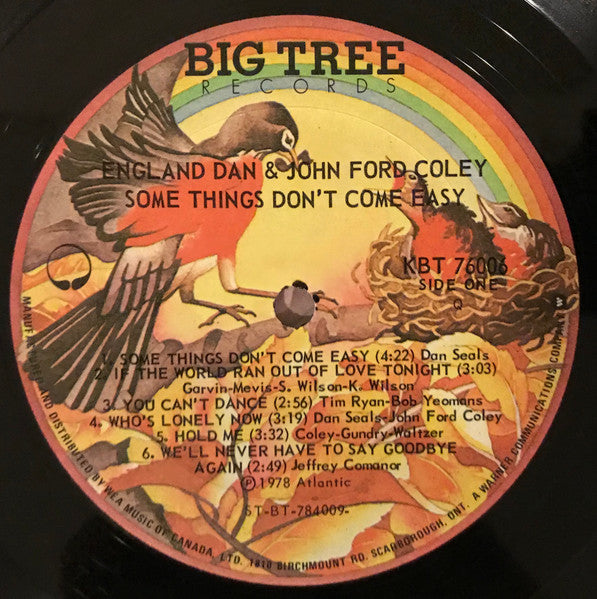 BIG TREE
RECORDS
ENGLAND DAN & JOHN FORD COLEY
SOME THINGS DON'T COME EASY
KBT 76006
SIDE ONE
Q
1. SOME THINGS DON'T COME EASY (4:22) Dan Seals
2. IF THE WORLD RAN OUT OF LOVE TONIGHT (3:03)
Garvin-Mevis-S. Wilson-K. Wilson
3. YOU CAN'T DANCE (2:56) Tim Ryan-Bob Yeomans
4. WHO'S LONELY NOW (3:19) Dan Seals-John Ford Coley
5. HOLD ME (3:32) Coley-Gundry-Waltzer
6. WE'LL NEVER HAVE TO SAY GOODBYE
AGAIN (2:49) Jeffrey Comanor
Ⓟ1978 Atlantic
ST-BT-784009-
MANUFACTURED AND DISTRIBUTED BY WEA MUSIC OF CANADA, LTD. 1810 BIRCHMOUNT RD. SCARBOROUGH, ONT. A WARNER COMMUNICATIONS COMPANY W